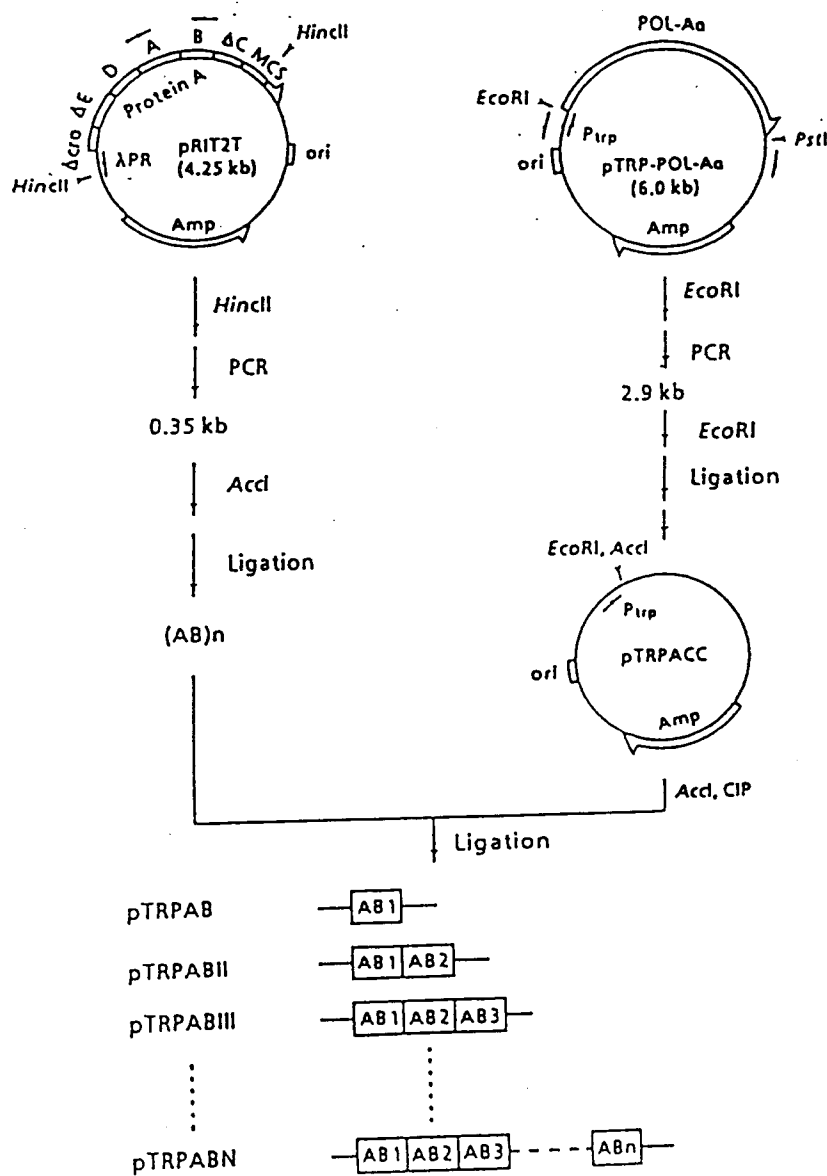 HincII
ΔE
D
A
B
ΔC
MCS
Protein A
Δcro
λPR
HincII
pRIT2T
(4.25 kb)
ori
Amp
POL-Aa
EcoRI
PstI
Ptrp
ori
pTRP-POL-Aa
(6.0 kb)
Amp
HincII
PCR
0.35 kb
AccI
Ligation
(AB)n
EcoRI
PCR
2.9 kb
EcoRI
Ligation
EcoRI, AccI
Ptrp
pTRPACC
ori
Amp
AccI, CIP
Ligation
pTRPAB AB1
pTRPABII AB1 AB2
pTRPABIII AB1 AB2 AB3
pTRPABN AB1 AB2 AB3 ABn